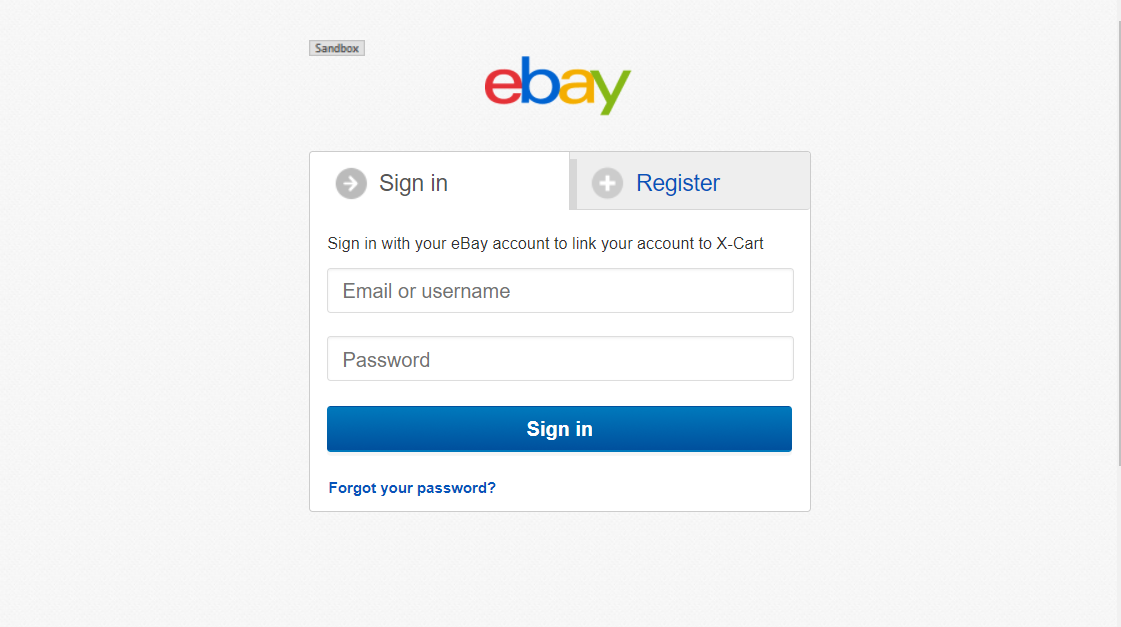 Sandbox
ebay
Sign in
Register
Sign in with your eBay account to link your account to X-Cart
Email or username
Password
Sign in
Forgot your password?